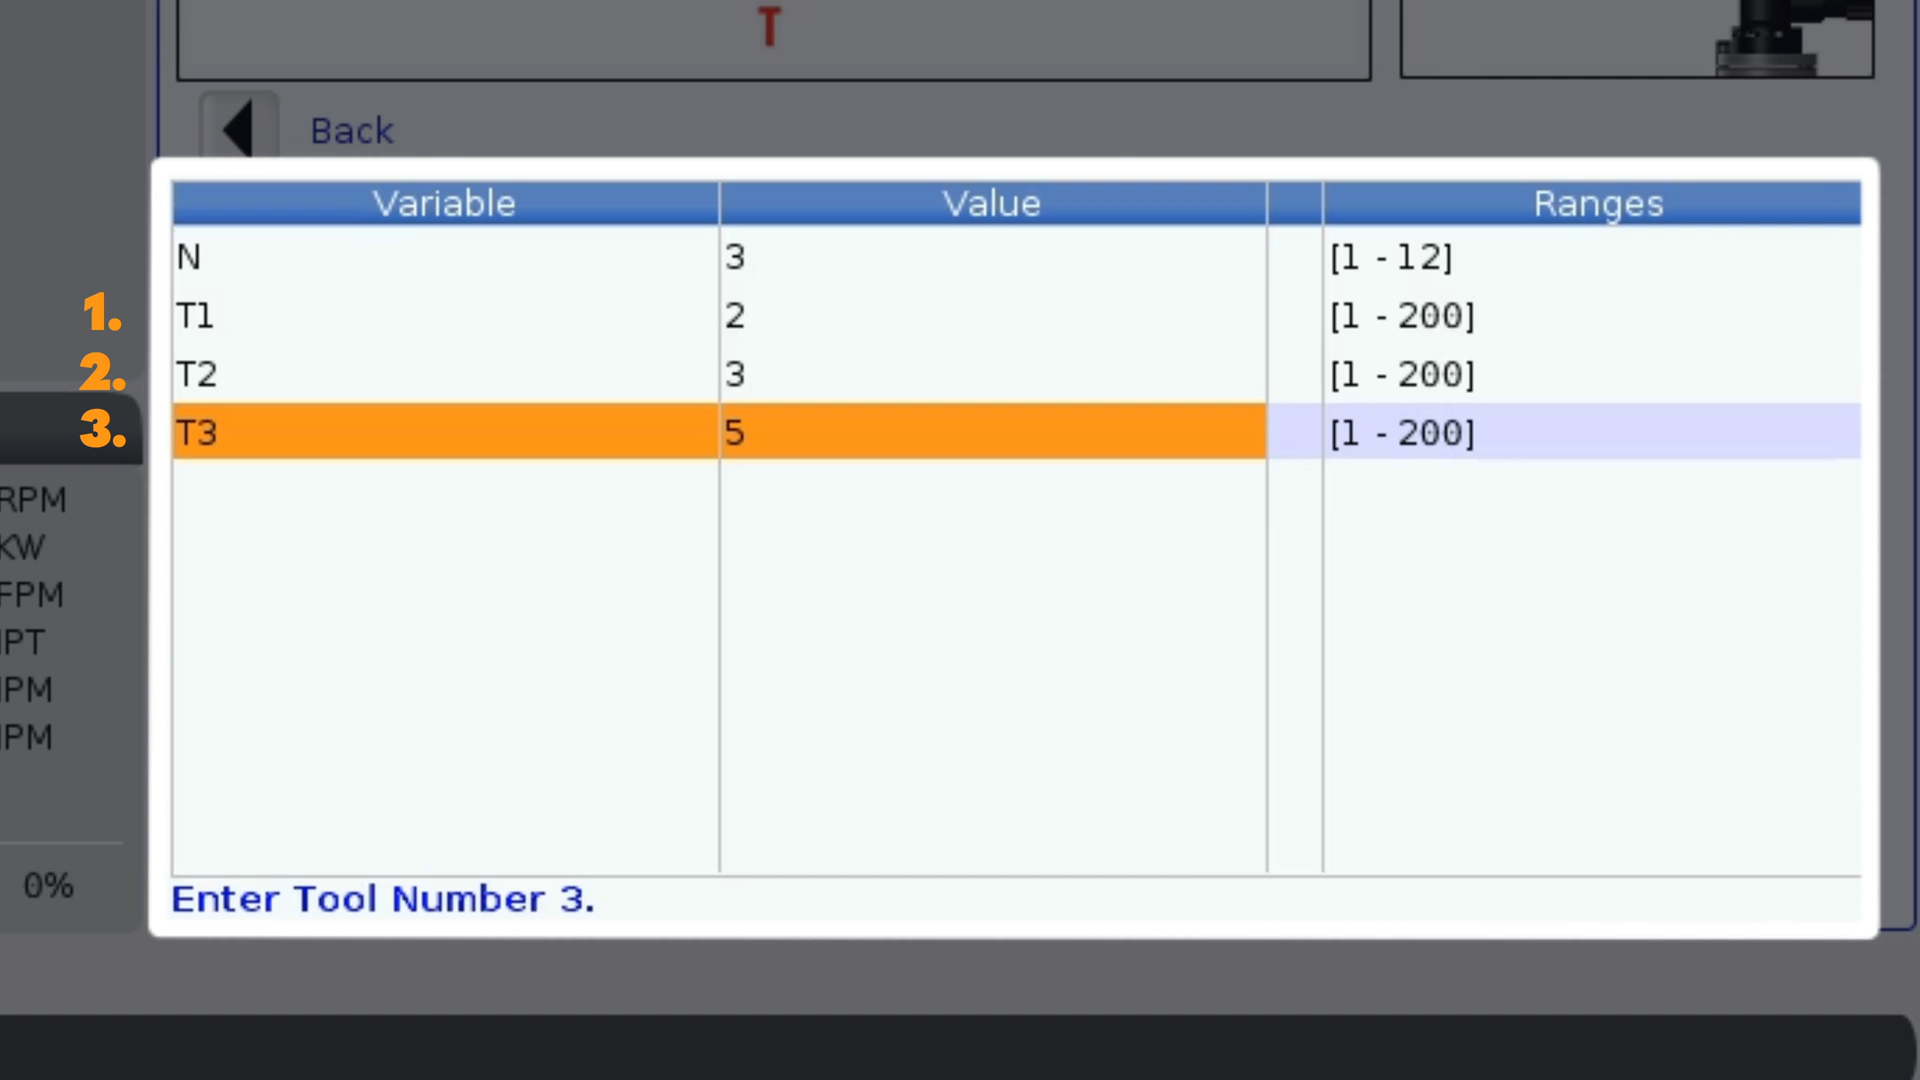 T
Back
Variable Value Ranges
N 3 [1 - 12]
1. T1 2 [1 - 200]
2. T2 3 [1 - 200]
3. T3 5 [1 - 200]
RPM
KW
FPM
IPT
IPM
IPM
0%
Enter Tool Number 3.